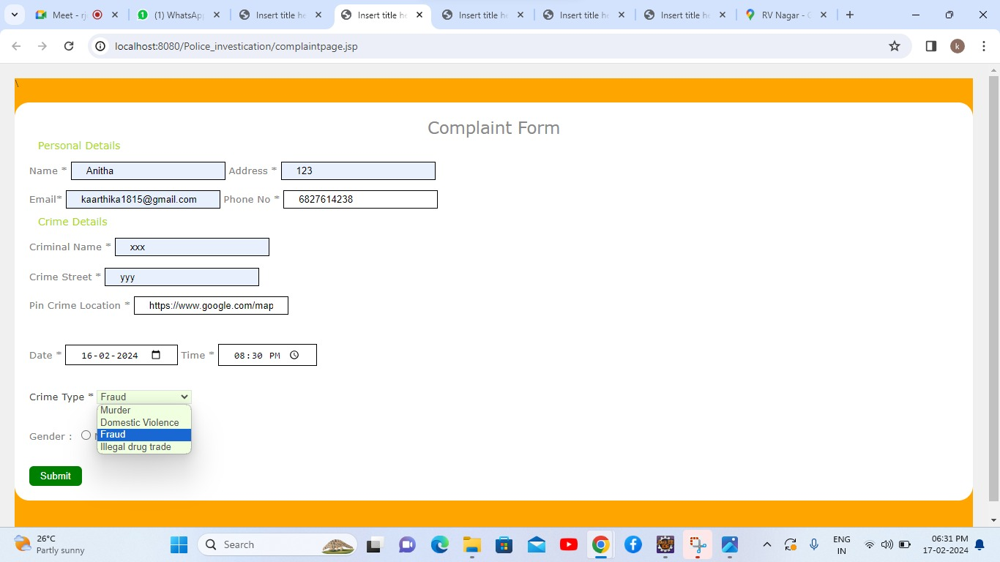 Meet - rj
(1) WhatsAp
Insert title he
Insert title he
Insert title he
Insert title he
Insert title he
RV Nagar - G
localhost:8080/Police_investication/complaintpage.jsp
k
\
Complaint Form
Personal Details
Name * Anitha Address * 123
Email* kaarthika1815@gmail.com Phone No * 6827614238
Crime Details
Criminal Name * xxx
Crime Street * yyy
Pin Crime Location * https://www.google.com/map
Date * 16-02-2024 Time * 08:30 PM
Crime Type * Fraud
Murder
Domestic Violence
Fraud
Illegal drug trade
Gender :
Submit
26°C
Partly sunny
Search
ENG
IN
06:31 PM
17-02-2024